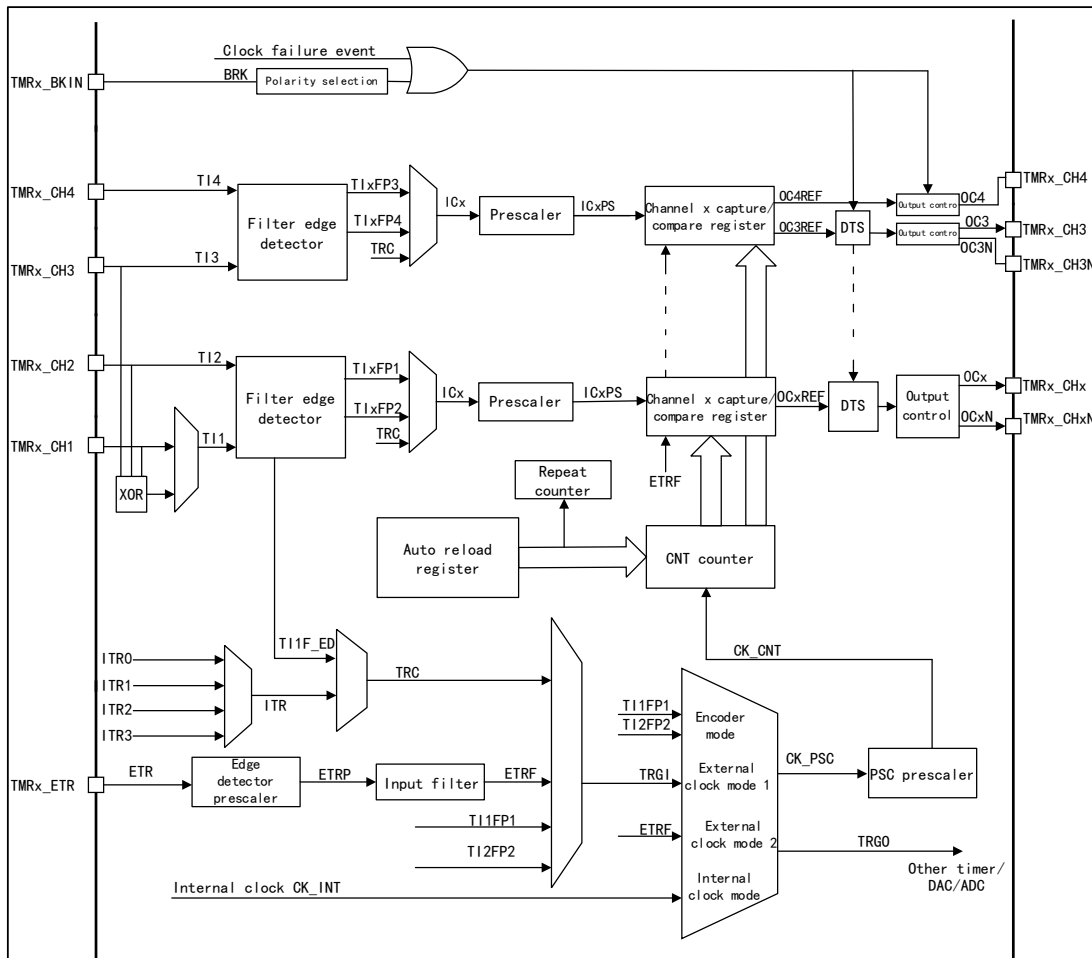 Clock failure event
TMRx_BKIN
BRK
Polarity selection
TMRx_CH4
TI4
Filter edge
detector
TIxFP3
TIxFP4
TRC
ICx
Prescaler
ICxPS
Channel x capture/
compare register
OC4REF
OC3REF
DTS
Output contro
Output contro
OC4
OC3
OC3N
TMRx_CH4
TMRx_CH3
TMRx_CH3N
TMRx_CH3
TI3
TMRx_CH2
TI2
Filter edge
detector
TIxFP1
TIxFP2
TRC
ICx
Prescaler
ICxPS
Channel x capture/
compare register
OCxREF
DTS
Output
control
OCx
OCxN
TMRx_CHx
TMRx_CHxN
TMRx_CH1
TI1
XOR
ETRF
Repeat
counter
Auto reload
register
CNT counter
CK_CNT
TI1F_ED
ITR0
ITR1
ITR2
ITR3
ITR
TRC
TMRx_ETR
ETR
Edge
detector
prescaler
ETRP
Input filter
ETRF
TI1FP1
TI2FP2
TRGI
TI1FP1
TI2FP2
Encoder
mode
External
clock mode 1
ETRF
External
clock mode 2
Internal
clock mode
Internal clock CK_INT
CK_PSC
PSC prescaler
TRGO
Other timer/
DAC/ADC